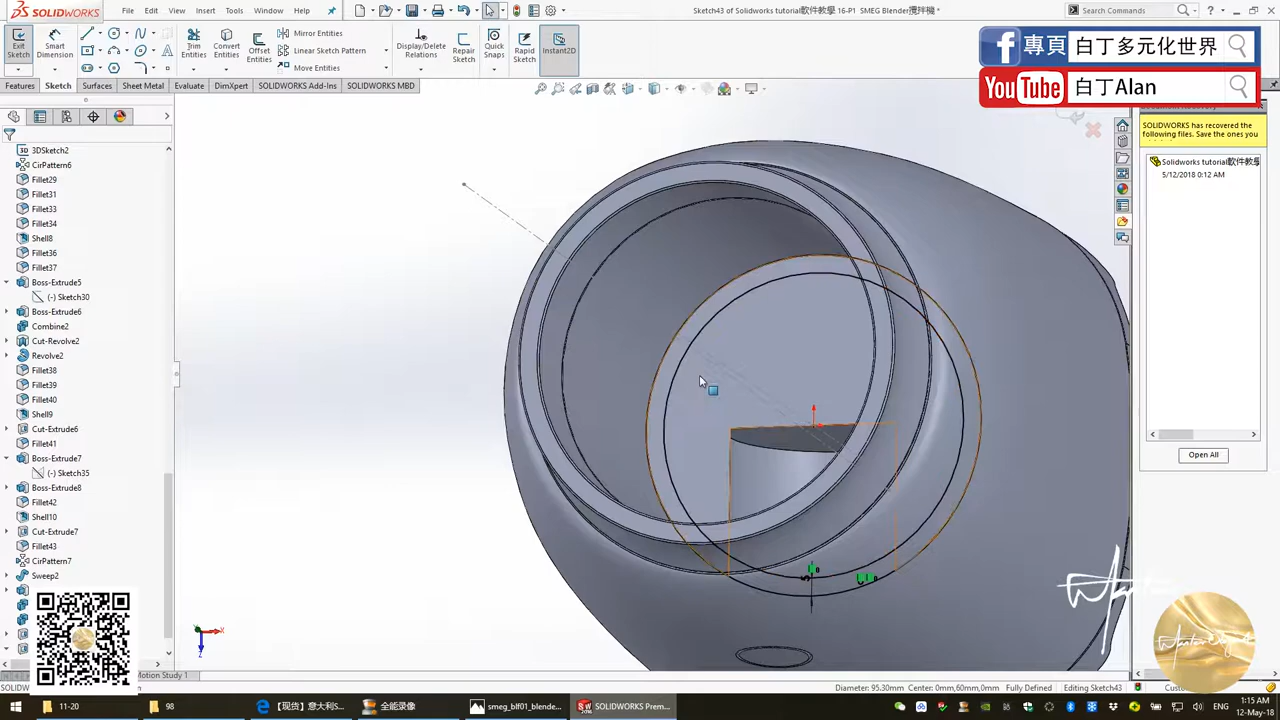 SOLIDWORKS
File
Edit
View
Insert
Tools
Window
Help
Sketch43 of Solidworks tutorial軟件教學 16-P1 SMEG Blender攪拌機 *
Search Commands
Exit Sketch
Smart Dimension
Trim Entities
Convert Entities
Offset Entities
Mirror Entities
Linear Sketch Pattern
Move Entities
Display/Delete Relations
Repair Sketch
Quick Snaps
Rapid Sketch
Instant2D
專頁 白丁多元化世界
YouTube 白丁Alan
Features
Sketch
Surfaces
Sheet Metal
Evaluate
DimXpert
SOLIDWORKS Add-Ins
SOLIDWORKS MBD
SOLIDWORKS has recovered the
following files. Save the ones you
Solidworks tutorial軟件教學
5/12/2018 0:12 AM
Open All
3DSketch2
CirPattern6
Fillet29
Fillet31
Fillet33
Fillet34
Shell8
Fillet36
Fillet37
Boss-Extrude5
(-) Sketch30
Boss-Extrude6
Combine2
Cut-Revolve2
Revolve2
Fillet38
Fillet39
Fillet40
Shell9
Cut-Extrude6
Fillet41
Boss-Extrude7
(-) Sketch35
Boss-Extrude8
Fillet42
Shell10
Cut-Extrude7
Fillet43
CirPattern7
Sweep2
Motion Study 1
X
Z
Diameter: 95.30mm
Center: 0mm,60mm,0mm
Fully Defined
Editing Sketch43
11-20
98
【现货】意大利S...
全能录像
smeg_blf01_blende...
SOLIDWORKS Prem...
1:15 AM
12-May-18